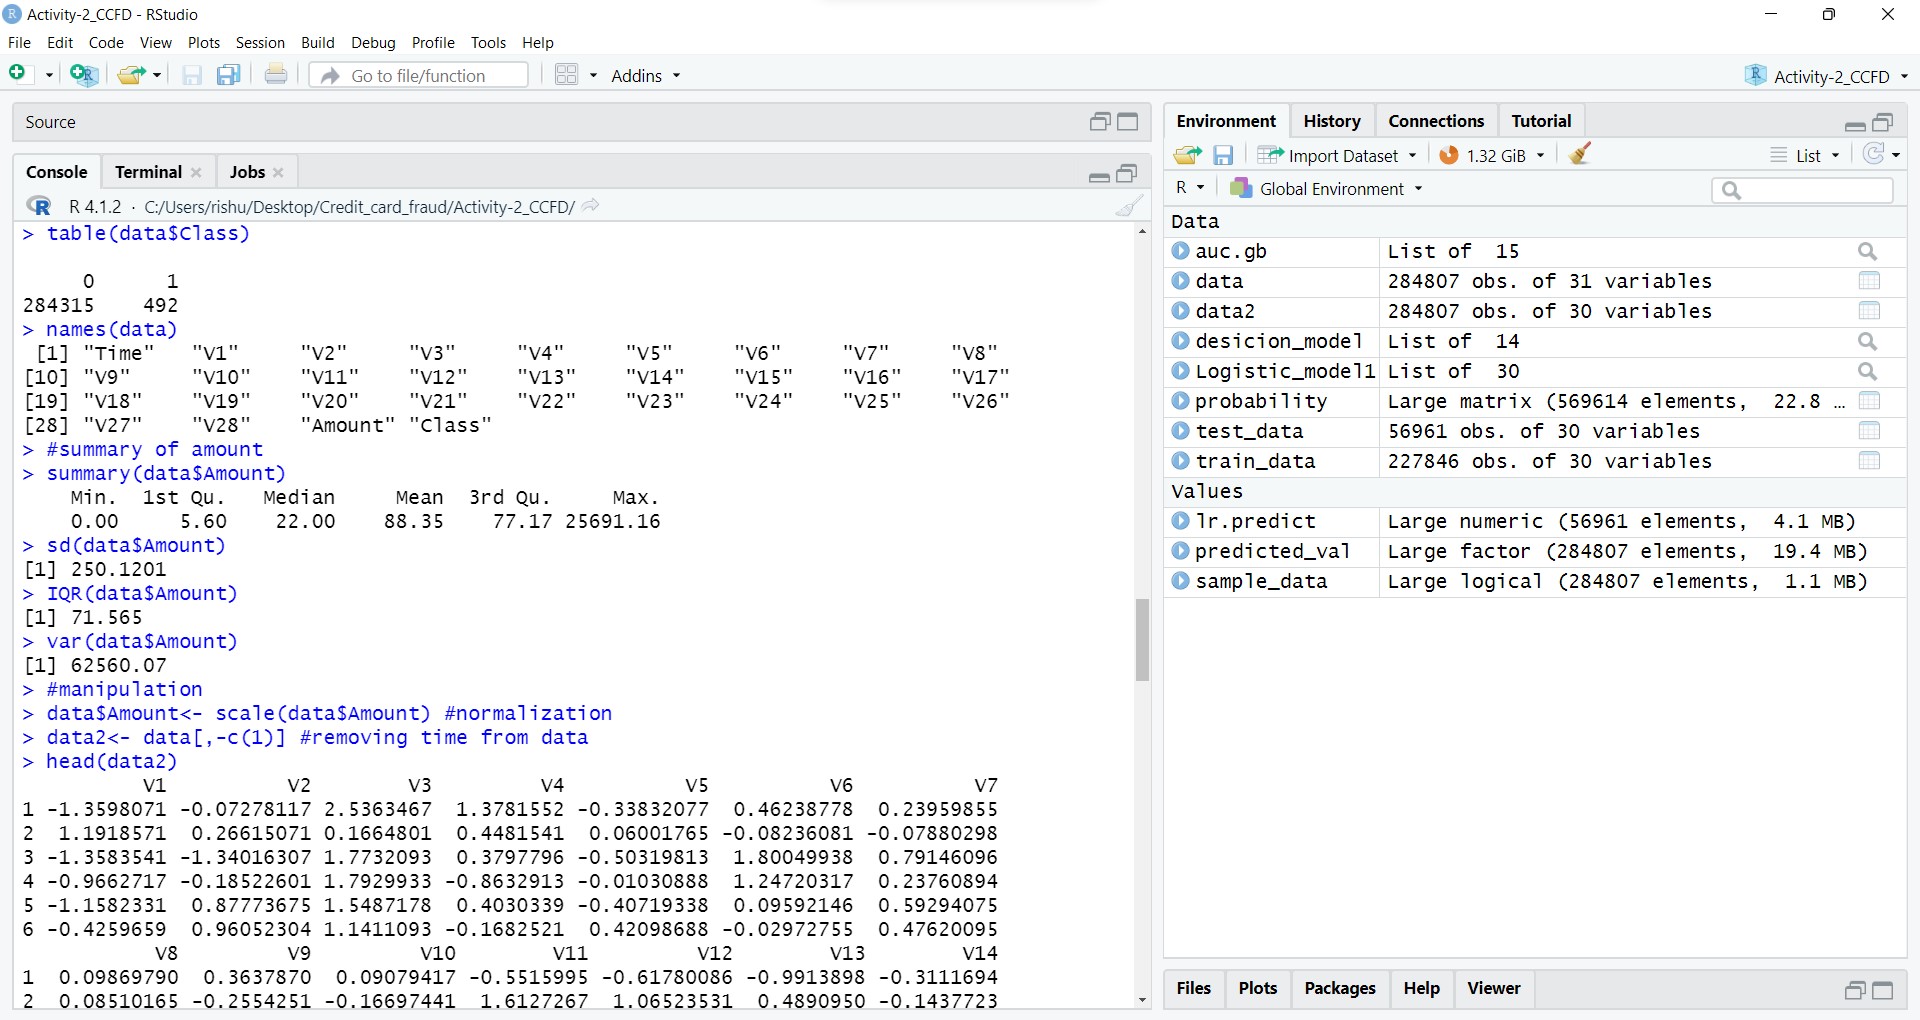 Activity-2_CCFD - RStudio
File Edit Code View Plots Session Build Debug Profile Tools Help
Go to file/function Addins Activity-2_CCFD
Source
Console Terminal Jobs
R 4.1.2 · C:/Users/rishu/Desktop/Credit_card_fraud/Activity-2_CCFD/
> table(data$Class)
0 1
284315 492
> names(data)
[1] "Time" "V1" "V2" "V3" "V4" "V5" "V6" "V7" "V8"
[10] "V9" "V10" "V11" "V12" "V13" "V14" "V15" "V16" "V17"
[19] "V18" "V19" "V20" "V21" "V22" "V23" "V24" "V25" "V26"
[28] "V27" "V28" "Amount" "Class"
> #summary of amount
> summary(data$Amount)
Min. 1st Qu. Median Mean 3rd Qu. Max.
0.00 5.60 22.00 88.35 77.17 25691.16
> sd(data$Amount)
[1] 250.1201
> IQR(data$Amount)
[1] 71.565
> var(data$Amount)
[1] 62560.07
> #manipulation
> data$Amount<- scale(data$Amount) #normalization
> data2<- data[,-c(1)] #removing time from data
> head(data2)
V1 V2 V3 V4 V5 V6 V7
1 -1.3598071 -0.07278117 2.5363467 1.3781552 -0.33832077 0.46238778 0.23959855
2 1.1918571 0.26615071 0.1664801 0.4481541 0.06001765 -0.08236081 -0.07880298
3 -1.3583541 -1.34016307 1.7732093 0.3797796 -0.50319813 1.80049938 0.79146096
4 -0.9662717 -0.18522601 1.7929933 -0.8632913 -0.01030888 1.24720317 0.23760894
5 -1.1582331 0.87773675 1.5487178 0.4030339 -0.40719338 0.09592146 0.59294075
6 -0.4259659 0.96052304 1.1411093 -0.1682521 0.42098688 -0.02972755 0.47620095
V8 V9 V10 V11 V12 V13 V14
1 0.09869790 0.3637870 0.09079417 -0.5515995 -0.61780086 -0.9913898 -0.3111694
2 0.08510165 -0.2554251 -0.16697441 1.6127267 1.06523531 0.4890950 -0.1437723
Environment History Connections Tutorial
Import Dataset 1.32 GiB List
R Global Environment
Data
auc.gb List of 15
data 284807 obs. of 31 variables
data2 284807 obs. of 30 variables
desicion_model List of 14
Logistic_model1 List of 30
probability Large matrix (569614 elements, 22.8 …
test_data 56961 obs. of 30 variables
train_data 227846 obs. of 30 variables
Values
lr.predict Large numeric (56961 elements, 4.1 MB)
predicted_val Large factor (284807 elements, 19.4 MB)
sample_data Large logical (284807 elements, 1.1 MB)
Files Plots Packages Help Viewer